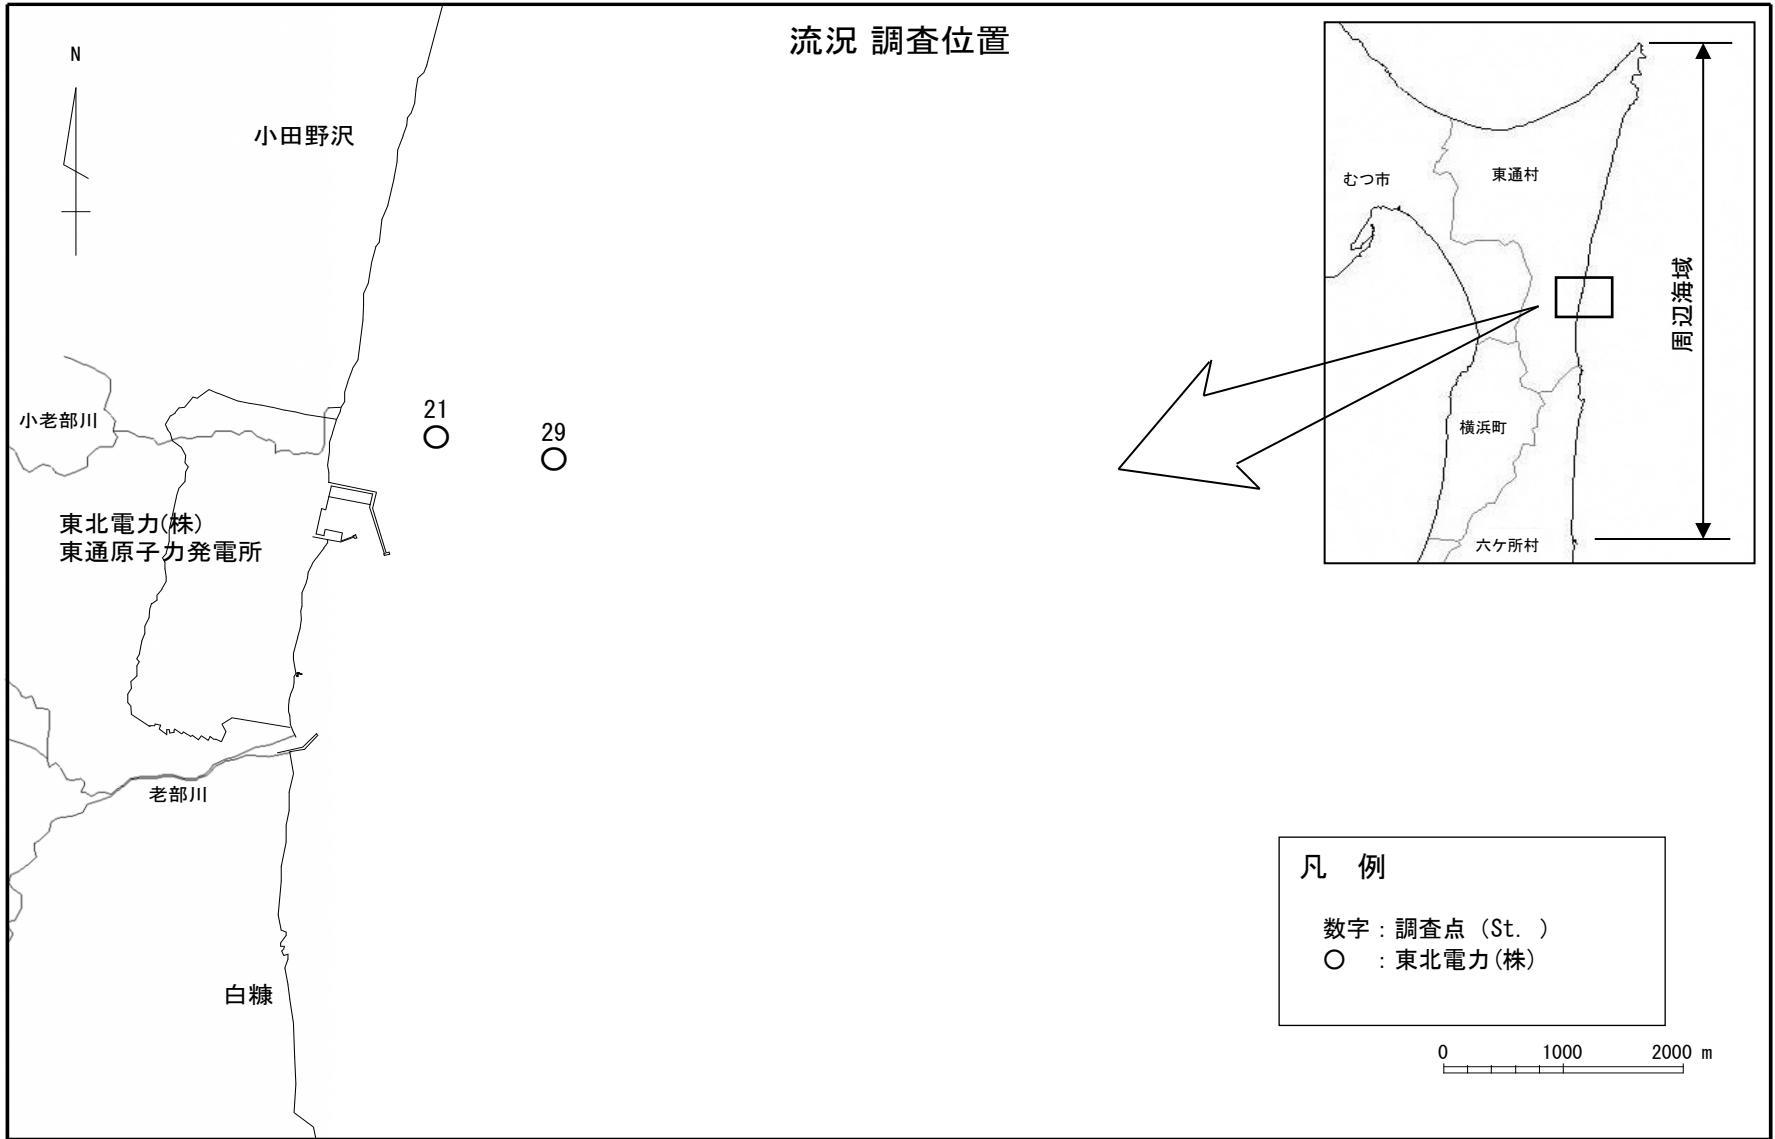 流況 調査位置
N
小田野沢
むつ市
東通村
周辺海域
横浜町
六ケ所村
小老部川
21
29
東北電力(株)
東通原子力発電所
老部川
白糠
凡 例
数字：調査点（St. ）
○ ：東北電力(株)
0 1000 2000 m